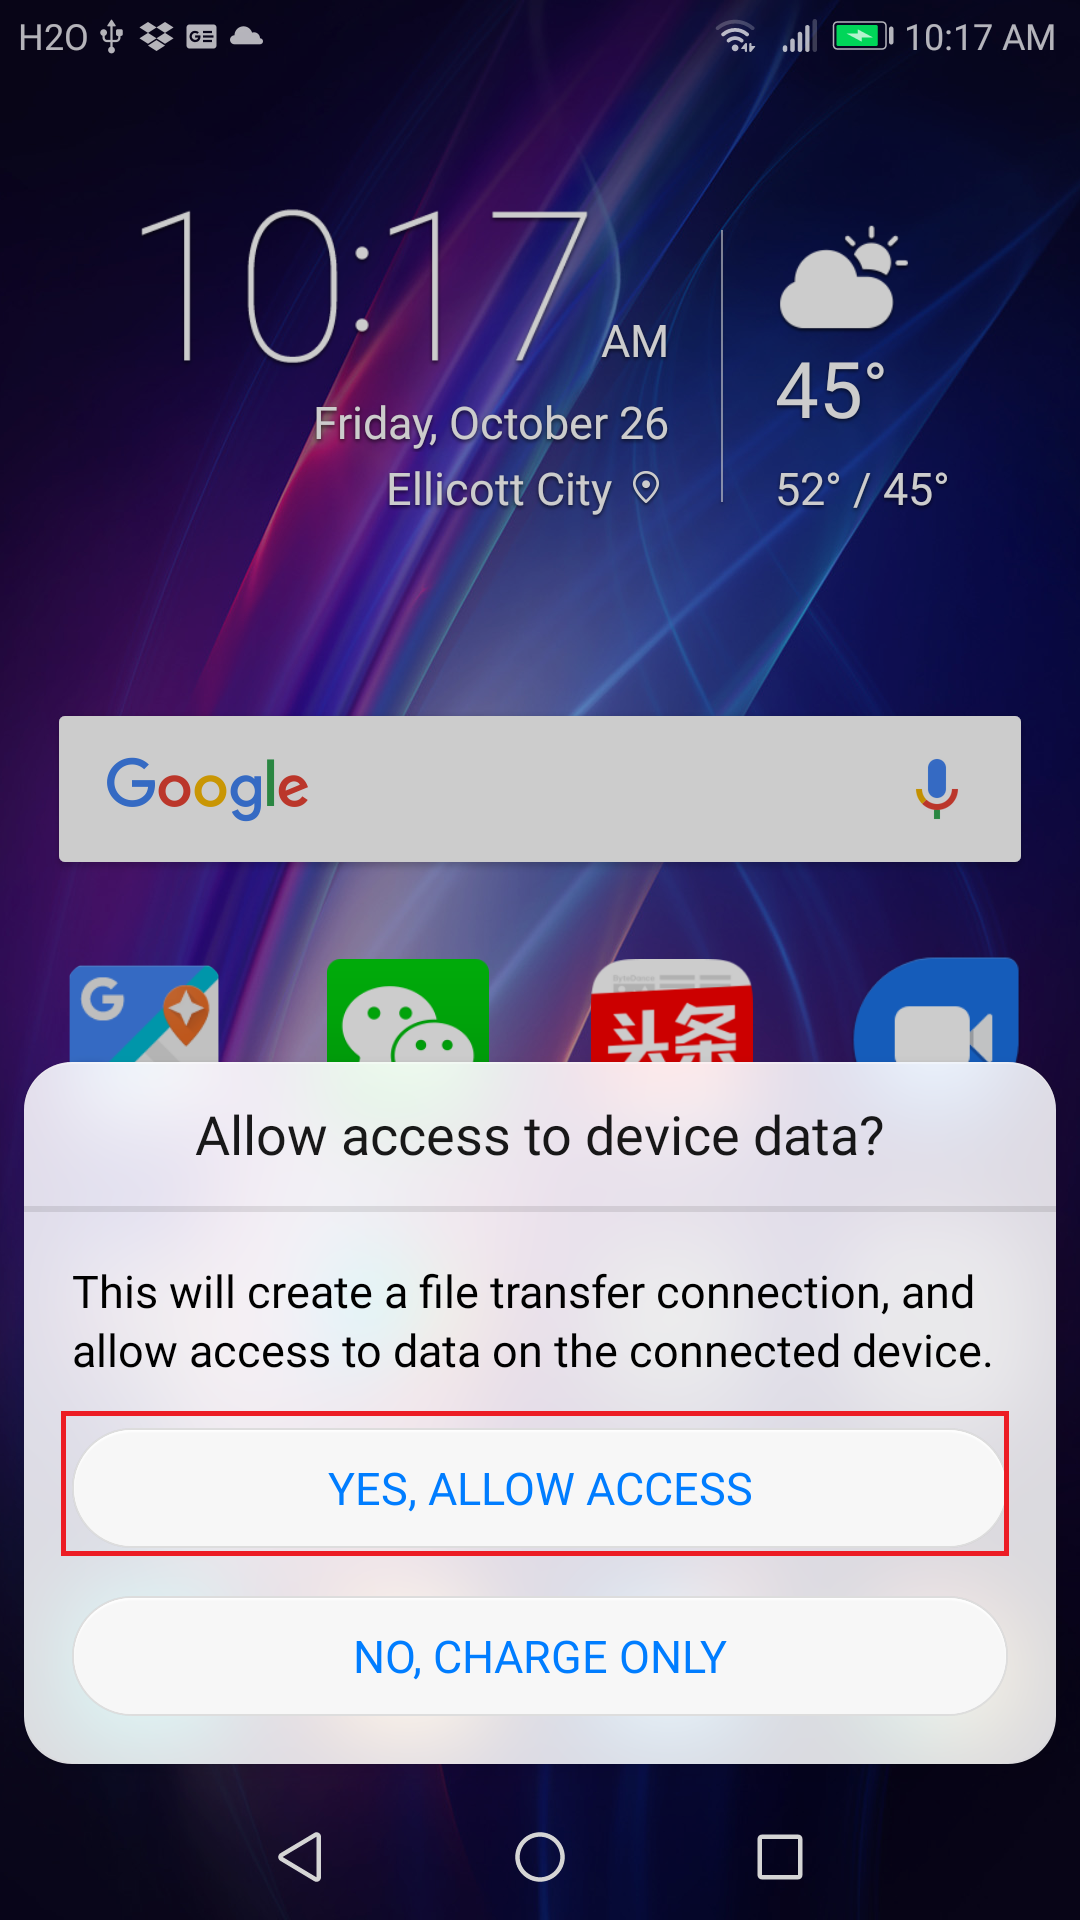 H2O
10:17 AM
10:17 AM
Friday, October 26
Ellicott City
45°
52° / 45°
Google
G
ByteDance
头条
Allow access to device data?
This will create a file transfer connection, and
allow access to data on the connected device.
YES, ALLOW ACCESS
NO, CHARGE ONLY